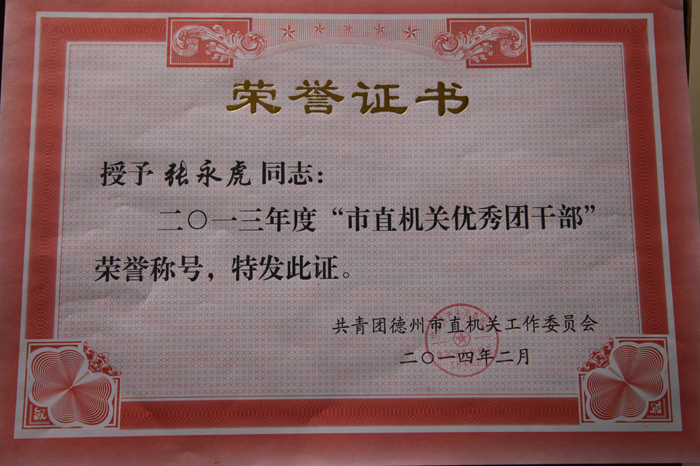 荣誉证书
授予 张永虎 同志：
二〇一三年度“市直机关优秀团干部”
荣誉称号，特发此证。
共青团德州市直机关工作委员会
二〇一四年二月